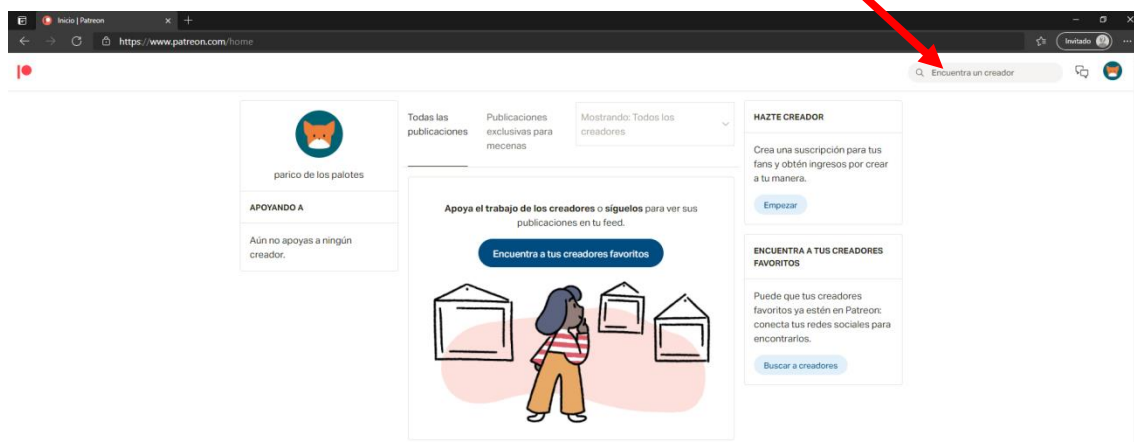 Inicio | Patreon
https://www.patreon.com/home
Invitado
Encuentra un creador
parico de los palotes
APOYANDO A
Aún no apoyas a ningún
creador.
Todas las
publicaciones
Publicaciones
exclusivas para
mecenas
Mostrando: Todos los
creadores
Apoya el trabajo de los creadores o síguelos para ver sus
publicaciones en tu feed.
Encuentra a tus creadores favoritos
HAZTE CREADOR
Crea una suscripción para tus
fans y obtén ingresos por crear
a tu manera.
Empezar
ENCUENTRA A TUS CREADORES
FAVORITOS
Puede que tus creadores
favoritos ya estén en Patreon:
conecta tus redes sociales para
encontrarlos.
Buscar a creadores